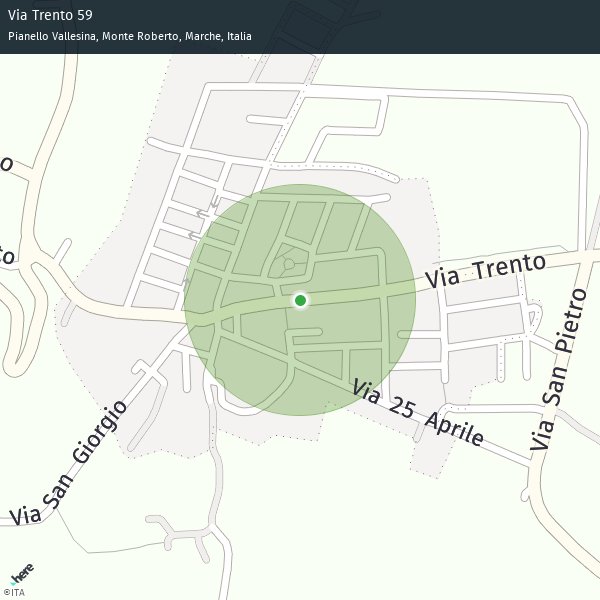 Via Trento 59
Pianello Vallesina, Monte Roberto, Marche, Italia
o
to
Via Trento
Via San Pietro
Via 25 Aprile
Via San Giorgio
here
©ITA